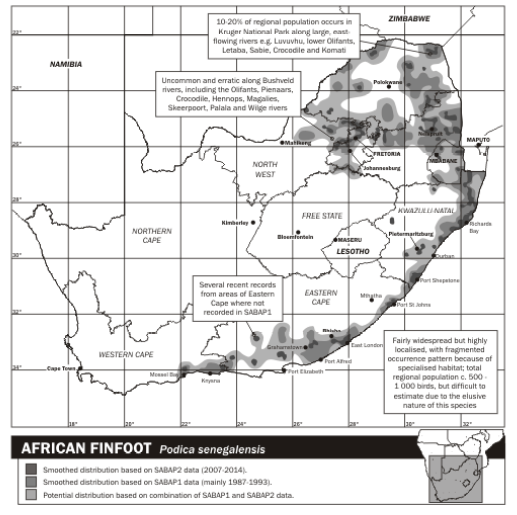 ZIMBABWE
10-20% of regional population occurs in
Kruger National Park along large, east-
flowing rivers e.g. Luvuvhu, lower Olifants,
Letaba, Sabie, Crocodile and Komati
22°
NAMIBIA
Uncommon and erratic along Bushveld
rivers, including the Olifants, Pienaars,
Crocodile, Hennops, Magalies,
Skeerpoort, Palala and Wilge rivers
Polokwane
24°
26°
Mafikeng
MAPUTO
PRETORIA
MBABANE
NORTH
WEST
Johannesburg
28°
KWAZULU-NATAL
FREE STATE
Kimberley
Bloemfontein
MASERU
LESOTHO
Pietermaritzburg
Richards
Bay
NORTHERN
CAPE
Durban
30°
Several recent records
from areas of Eastern
Cape where not
recorded in SABAP1
EASTERN
CAPE
Port Shepstone
Mthatha
Port St Johns
32°
Bhisho
Grahamstown
East London
WESTERN CAPE
Port Alfred
Cape Town
Mossel Bay
Knysna
Port Elizabeth
34°
Fairly widespread but highly
localised, with fragmented
occurrence pattern because of
specialised habitat; total
regional population c. 500 -
1 000 birds, but difficult to
estimate due to the elusive
nature of this species
18° 20° 22° 24° 26° 28° 30° 32°
AFRICAN FINFOOT Podica senegalensis
Smoothed distribution based on SABAP2 data (2007-2014).
Smoothed distribution based on SABAP1 data (mainly 1987-1993).
Potential distribution based on combination of SABAP1 and SABAP2 data.